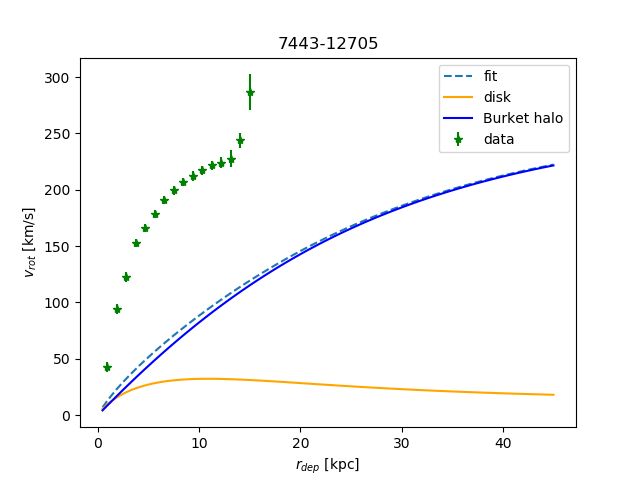 7443-12705
300
250
200
150
100
50
0
v_rot [km/s]
fit
disk
Burket halo
data
0 10 20 30 40
r_dep [kpc]